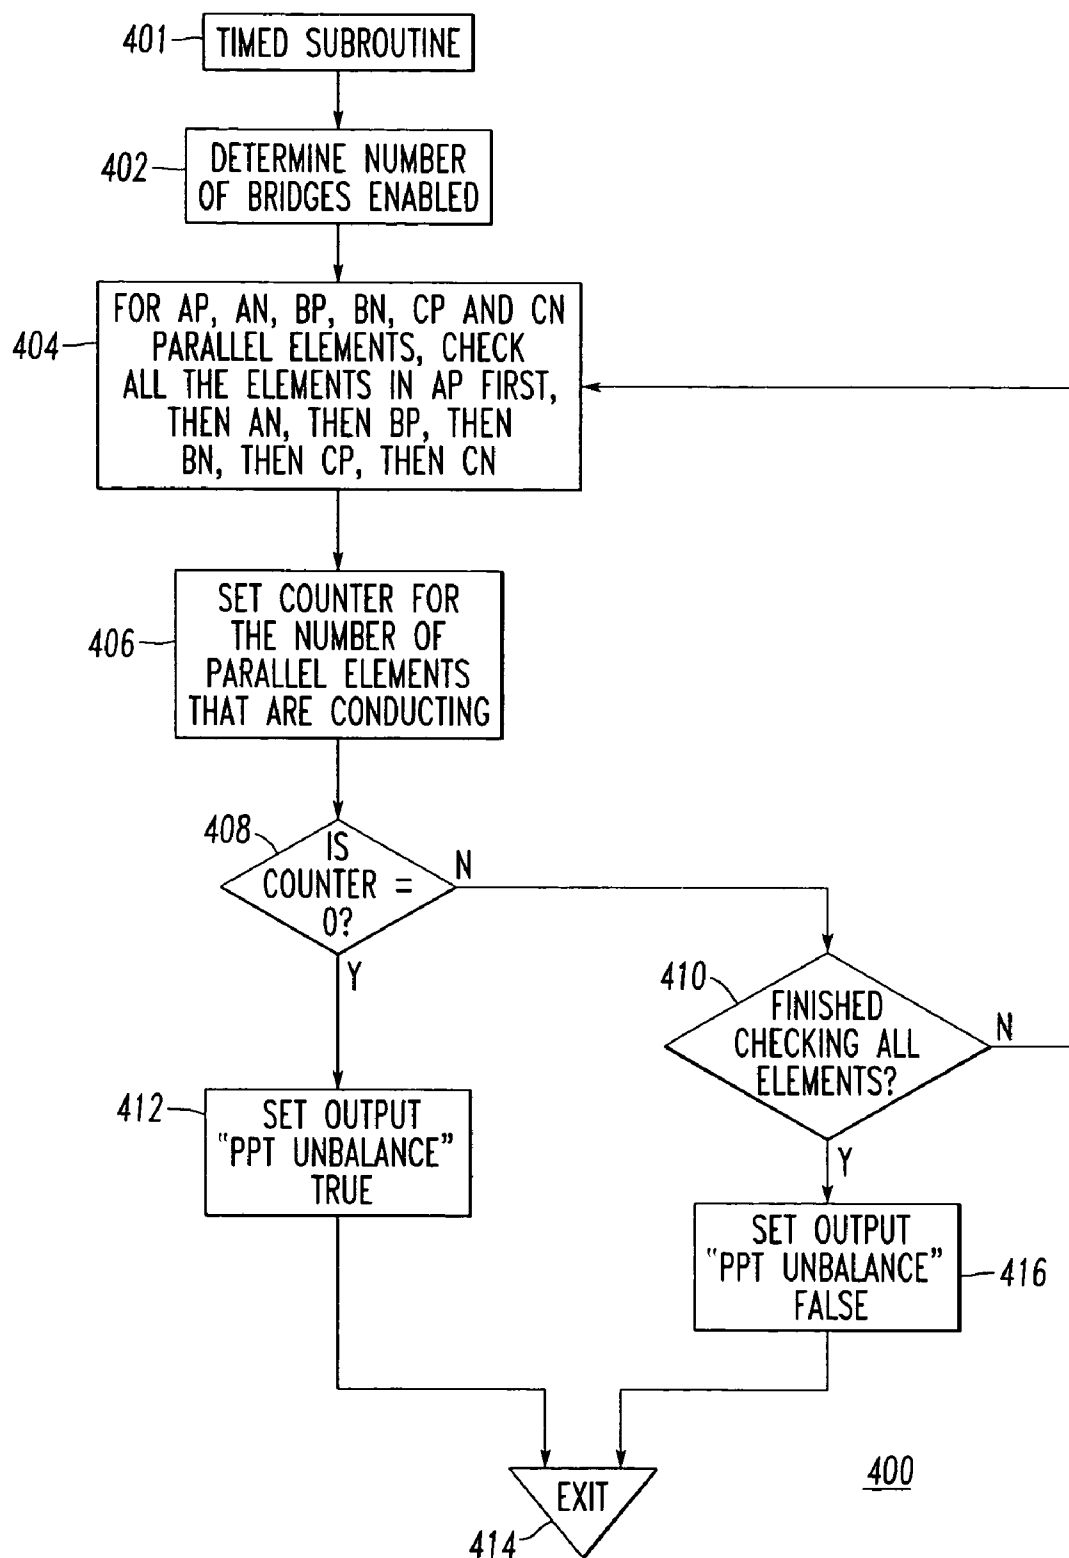 401
TIMED SUBROUTINE
402
DETERMINE NUMBER
OF BRIDGES ENABLED
404
FOR AP, AN, BP, BN, CP AND CN
PARALLEL ELEMENTS, CHECK
ALL THE ELEMENTS IN AP FIRST,
THEN AN, THEN BP, THEN
BN, THEN CP, THEN CN
406
SET COUNTER FOR
THE NUMBER OF
PARALLEL ELEMENTS
THAT ARE CONDUCTING
408
IS
COUNTER =
0?
N
Y
410
FINISHED
CHECKING ALL
ELEMENTS?
N
Y
412
SET OUTPUT
"PPT UNBALANCE"
TRUE
SET OUTPUT
"PPT UNBALANCE"
FALSE
416
EXIT
414
400